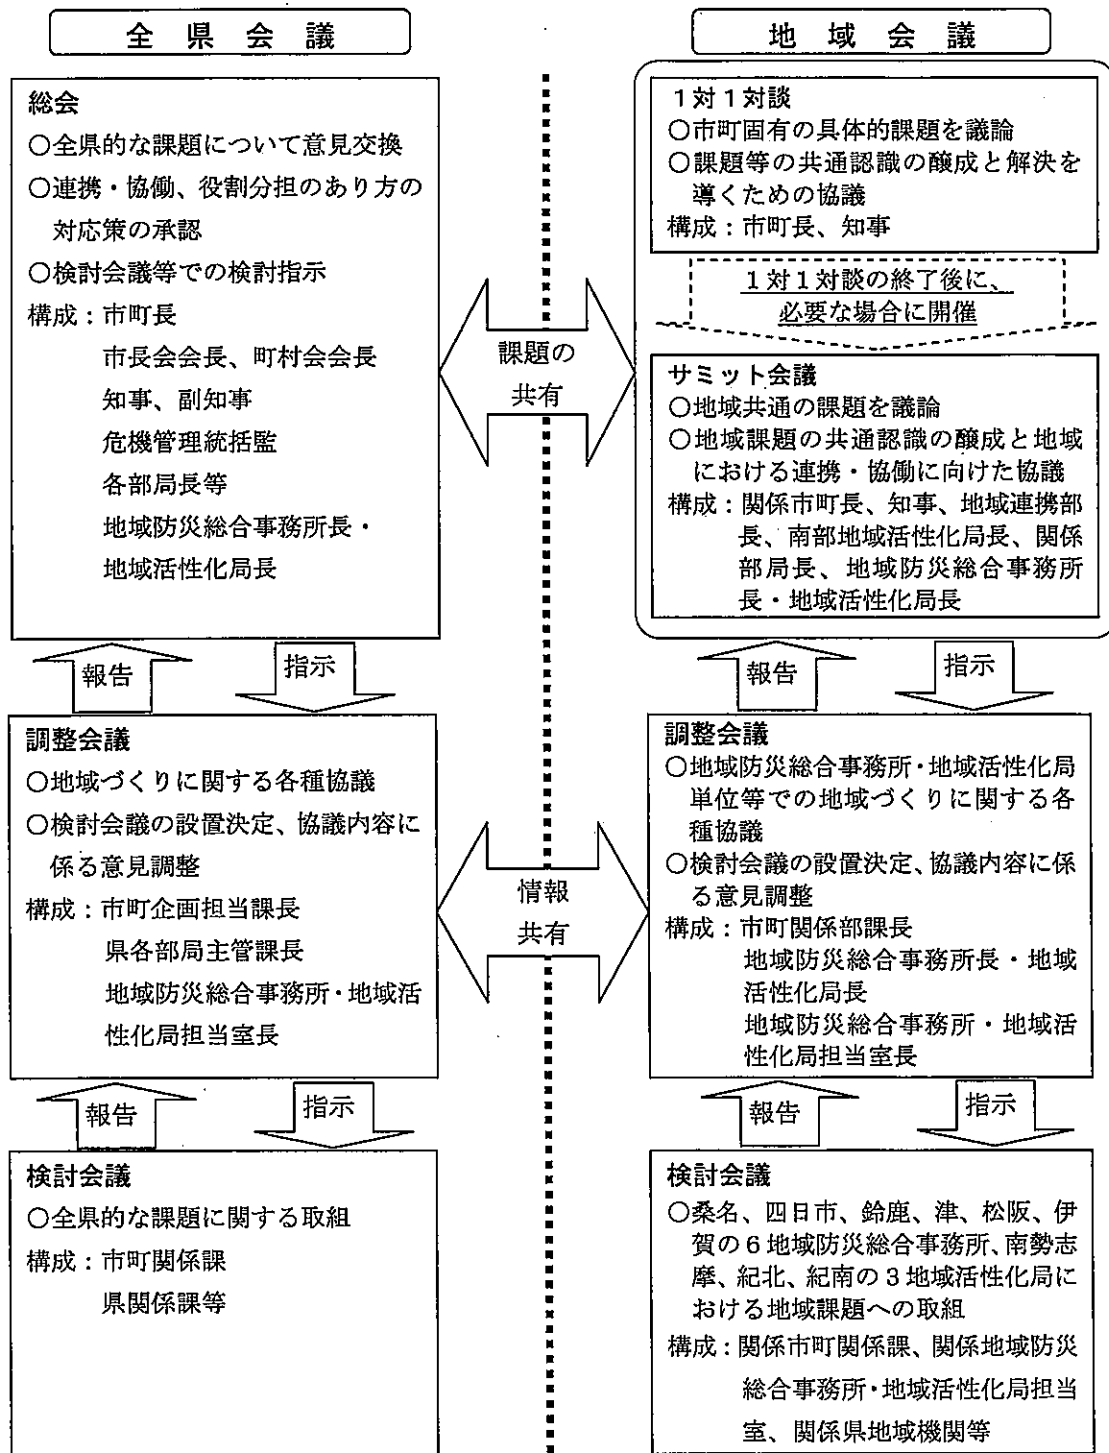 全県会議
総会
○全県的な課題について意見交換
○連携・協働、役割分担のあり方の
対応策の承認
○検討会議等での検討指示
構成：市町長
市長会会長、町村会会長
知事、副知事
危機管理統括監
各部局長等
地域防災総合事務所長・
地域活性化局長
報告
指示
調整会議
○地域づくりに関する各種協議
○検討会議の設置決定、協議内容に
係る意見調整
構成：市町企画担当課長
県各部局主管課長
地域防災総合事務所・地域活
性化局担当室長
報告
指示
検討会議
○全県的な課題に関する取組
構成：市町関係課
県関係課等
課題の
共有
情報
共有
地域会議
１対１対談
○市町固有の具体的課題を議論
○課題等の共通認識の醸成と解決を
導くための協議
構成：市町長、知事
１対１対談の終了後に、
必要な場合に開催
サミット会議
○地域共通の課題を議論
○地域課題の共通認識の醸成と地域
における連携・協働に向けた協議
構成：関係市町長、知事、地域連携部
長、南部地域活性化局長、関係
部局長、地域防災総合事務所
長・地域活性化局長
報告
指示
調整会議
○地域防災総合事務所・地域活性化局
単位等での地域づくりに関する各
種協議
○検討会議の設置決定、協議内容に係
る意見調整
構成：市町関係部課長
地域防災総合事務所長・地域
活性化局長
地域防災総合事務所・地域活
性化局担当室長
報告
指示
検討会議
○桑名、四日市、鈴鹿、津、松阪、伊
賀の６地域防災総合事務所、南勢志
摩、紀北、紀南の３地域活性化局に
おける地域課題への取組
構成：関係市町関係課、関係地域防災
総合事務所・地域活性化局担当
室、関係県地域機関等